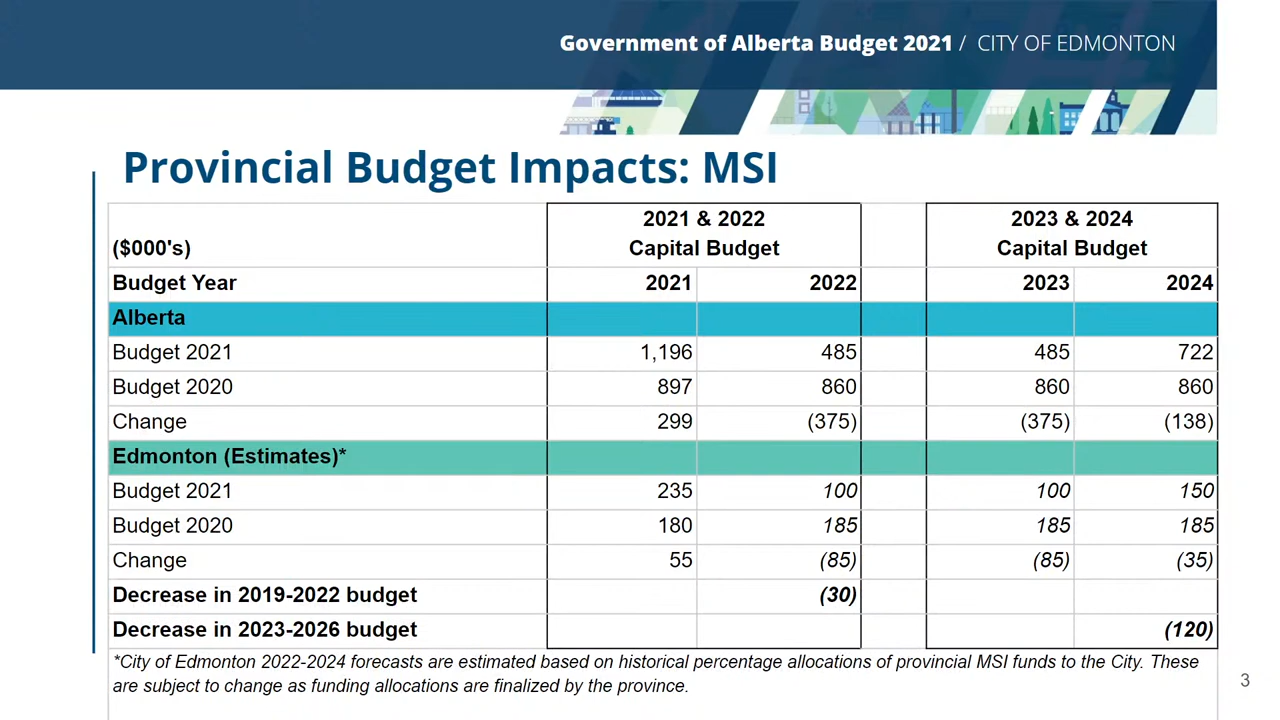 Government of Alberta Budget 2021 / CITY OF EDMONTON
Provincial Budget Impacts: MSI
($000's) 2021 & 2022 Capital Budget 2023 & 2024 Capital Budget
Budget Year 2021 2022 2023 2024
Alberta
Budget 2021 1,196 485 485 722
Budget 2020 897 860 860 860
Change 299 (375) (375) (138)
Edmonton (Estimates)*
Budget 2021 235 100 100 150
Budget 2020 180 185 185 185
Change 55 (85) (85) (35)
Decrease in 2019-2022 budget (30)
Decrease in 2023-2026 budget (120)
*City of Edmonton 2022-2024 forecasts are estimated based on historical percentage allocations of provincial MSI funds to the City. These
are subject to change as funding allocations are finalized by the province.
3